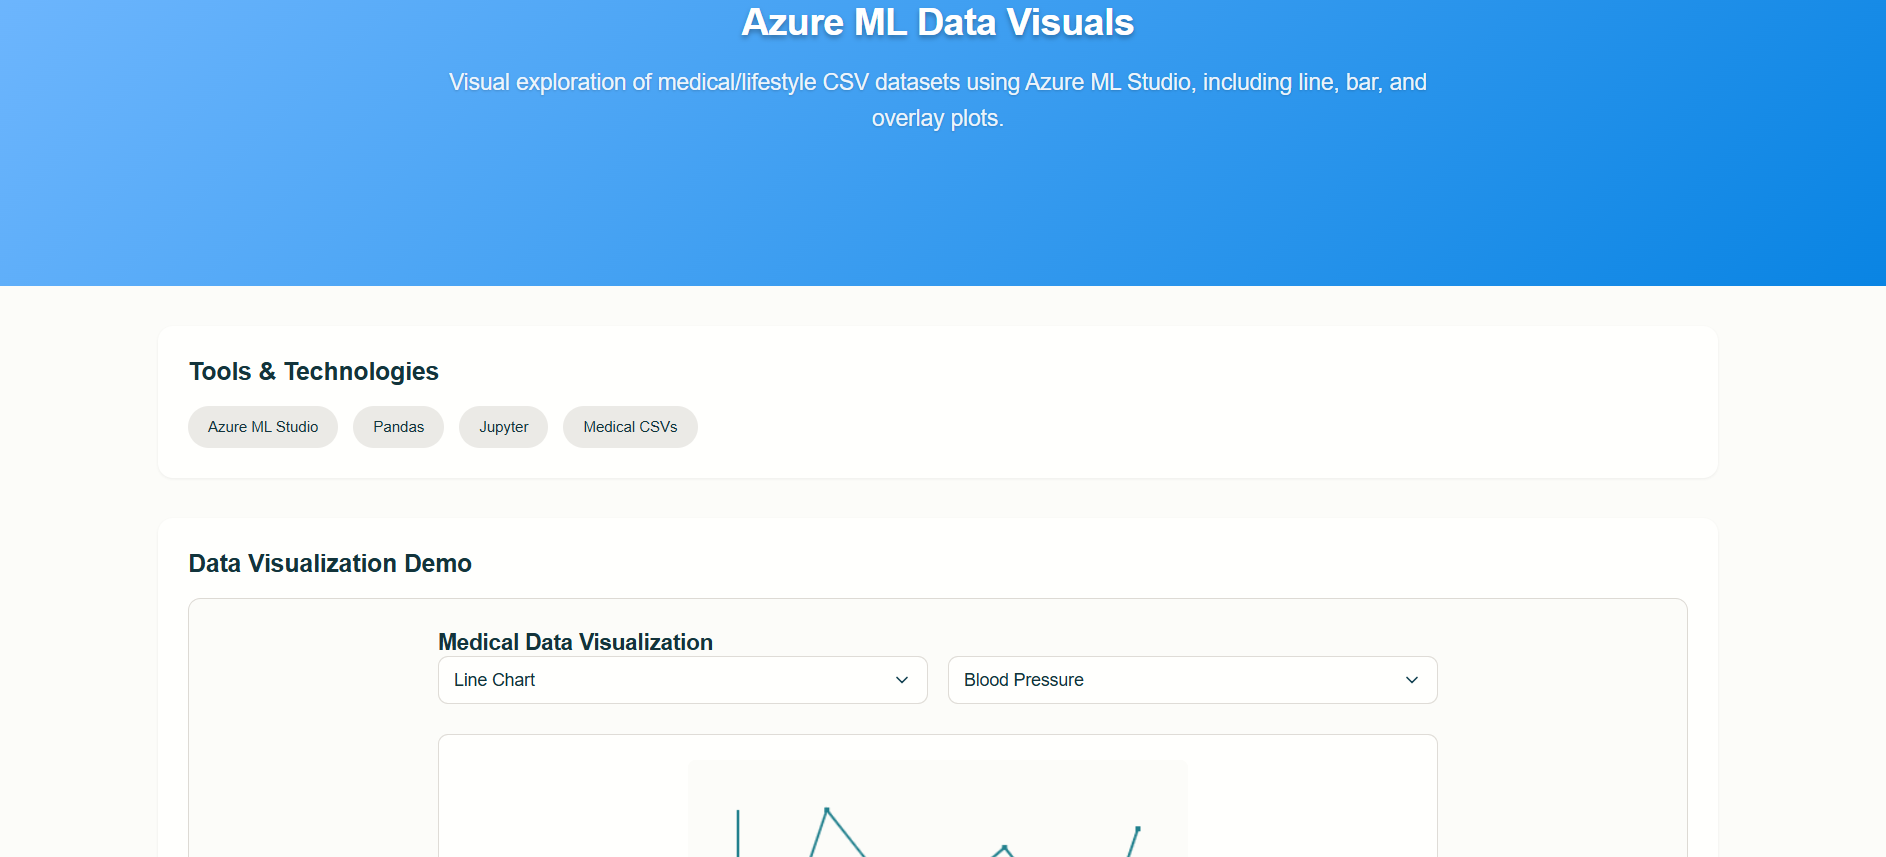 Azure ML Data Visuals
Visual exploration of medical/lifestyle CSV datasets using Azure ML Studio, including line, bar, and
overlay plots.
Tools & Technologies
Azure ML Studio
Pandas
Jupyter
Medical CSVs
Data Visualization Demo
Medical Data Visualization
Line Chart
Blood Pressure